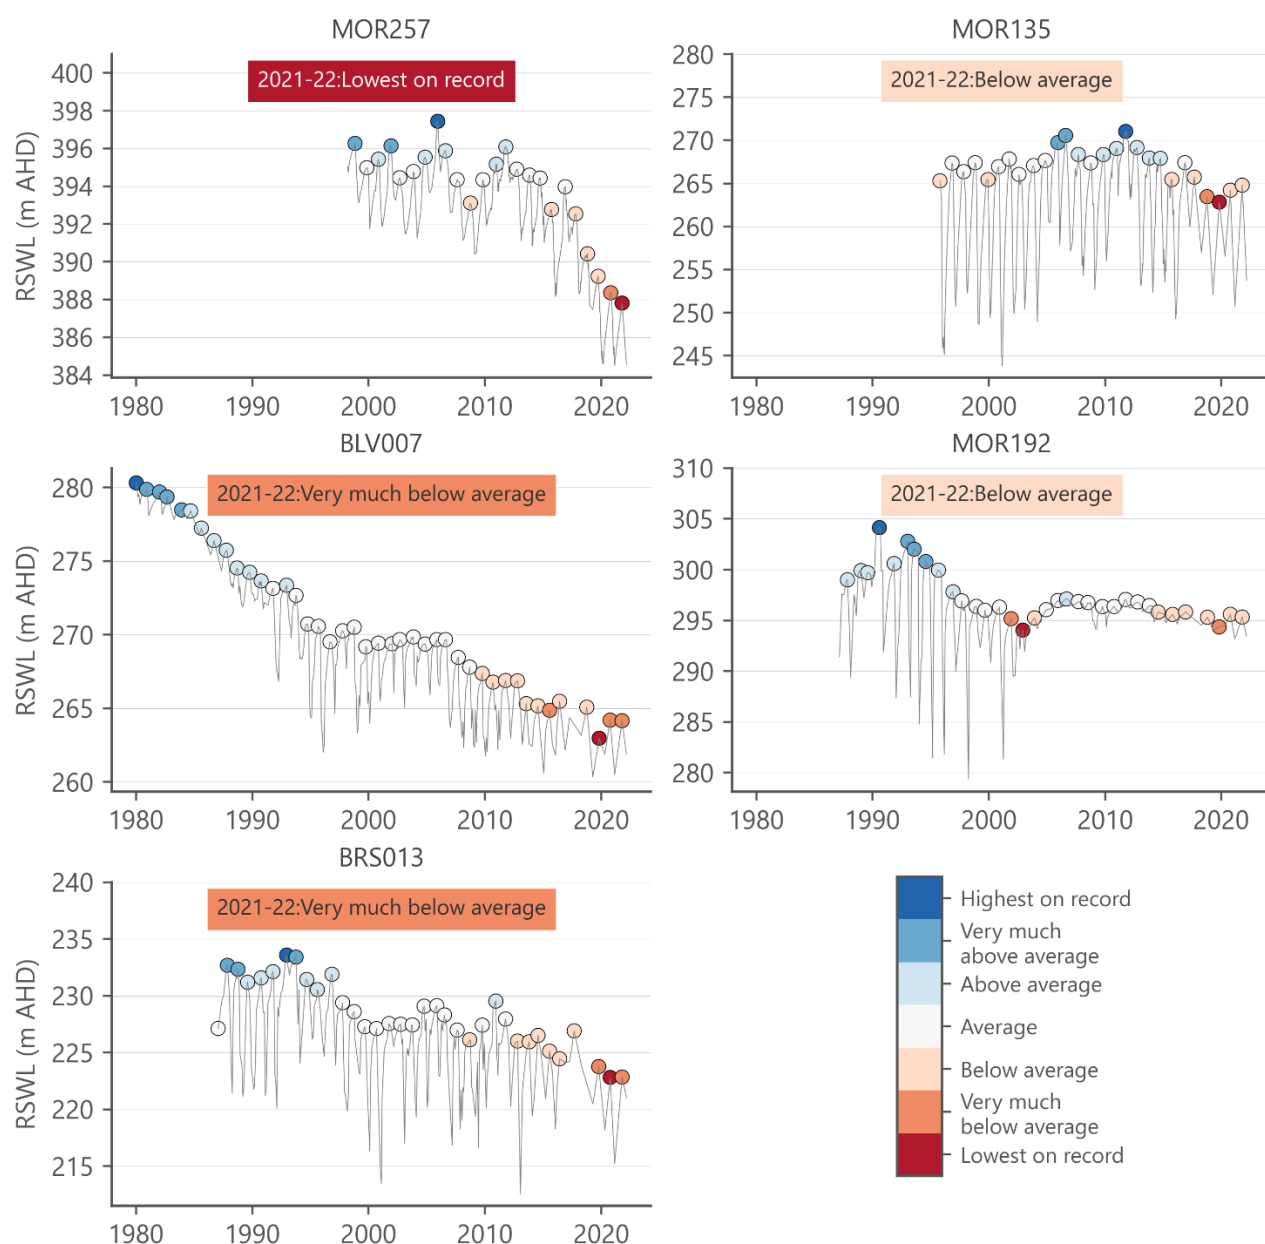 MOR257
2021-22:Lowest on record
RSWL (m AHD)
400
398
396
394
392
390
388
386
384
1980
1990
2000
2010
2020
MOR135
2021-22:Below average
280
275
270
265
260
255
250
245
1980
1990
2000
2010
2020
BLV007
2021-22:Very much below average
RSWL (m AHD)
280
275
270
265
260
1980
1990
2000
2010
2020
MOR192
2021-22:Below average
310
305
300
295
290
285
280
1980
1990
2000
2010
2020
BRS013
2021-22:Very much below average
RSWL (m AHD)
240
235
230
225
220
215
1980
1990
2000
2010
2020
Highest on record
Very much
above average
Above average
Average
Below average
Very much
below average
Lowest on record